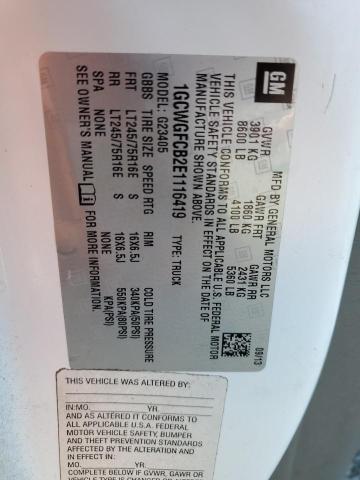 GM
MFD BY GENERAL MOTORS LLC 09/13
GVWR GAWR FRT GAWR RR
3901 KG 1860 KG 2431 KG
8600 LB 4100 LB 5360 LB
THIS VEHICLE CONFORMS TO ALL APPLICABLE U.S. FEDERAL MOTOR
VEHICLE SAFETY STANDARDS IN EFFECT ON THE DATE OF
MANUFACTURE SHOWN ABOVE.
1GCWGFCB2E1116419 TYPE: TRUCK
G23405
GBBS TIRE SIZE SPEED RTG RIM COLD TIRE PRESSURE
FRT LT245/75R16E S 16X6.5J 340KPA(50PSI)
RR LT245/75R16E S 16X6.5J 550KPA(80PSI)
SPA NONE NONE KPA(PSI)
SEE OWNER'S MANUAL FOR MORE INFORMATION.
THIS VEHICLE WAS ALTERED BY:
IN:MO. YR.
AND AS ALTERED IT CONFORMS TO
ALL APPLICABLE U.S.A. FEDERAL
MOTOR VEHICLE SAFETY, BUMPER
AND THEFT PREVENTION STANDARDS
AFFECTED BY THE ALTERATION AND
IN EFFECT IN:MO. YR.
COMPLETE BELOW IF GVWR, GAWR OR